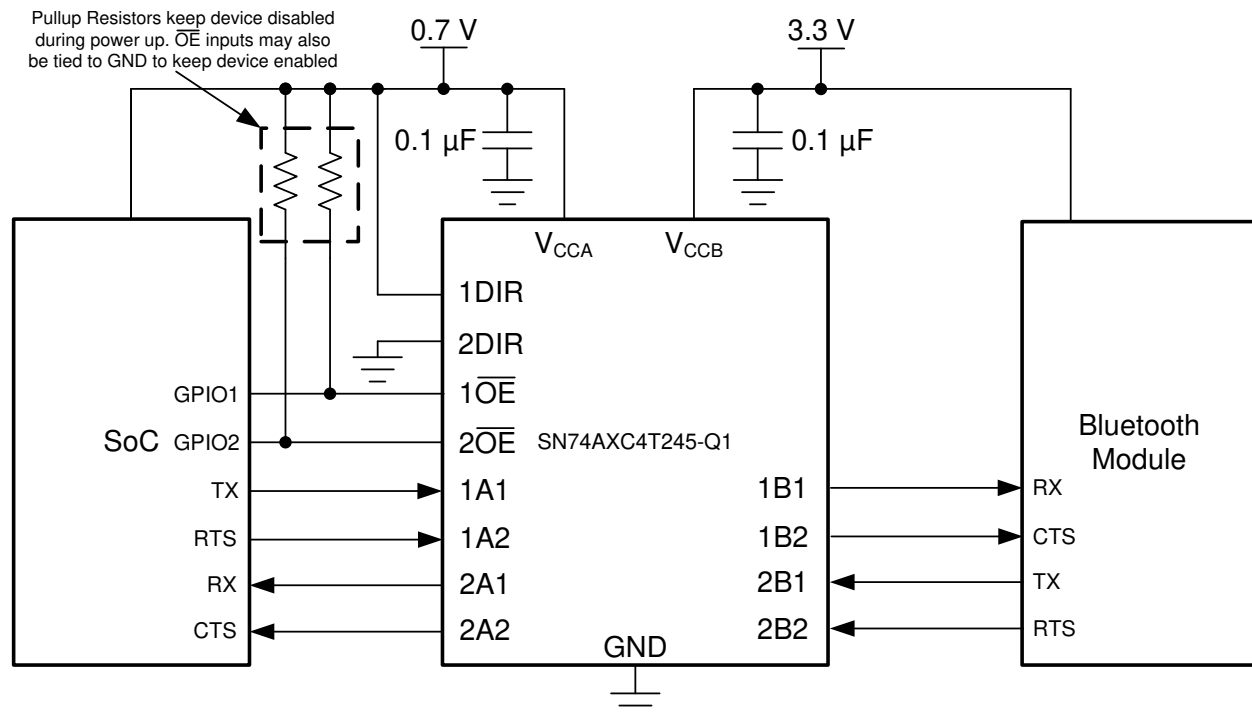 Pullup Resistors keep device disabled
during power up. O̅E̅ inputs may also
be tied to GND to keep device enabled
0.7 V
3.3 V
0.1 µF
0.1 µF
VCCA
VCCB
1DIR
2DIR
GPIO1
1O̅E̅
SoC
GPIO2
2O̅E̅
SN74AXC4T245-Q1
Bluetooth
Module
TX
1A1
1B1
RX
RTS
1A2
1B2
CTS
RX
2A1
2B1
TX
CTS
2A2
2B2
RTS
GND